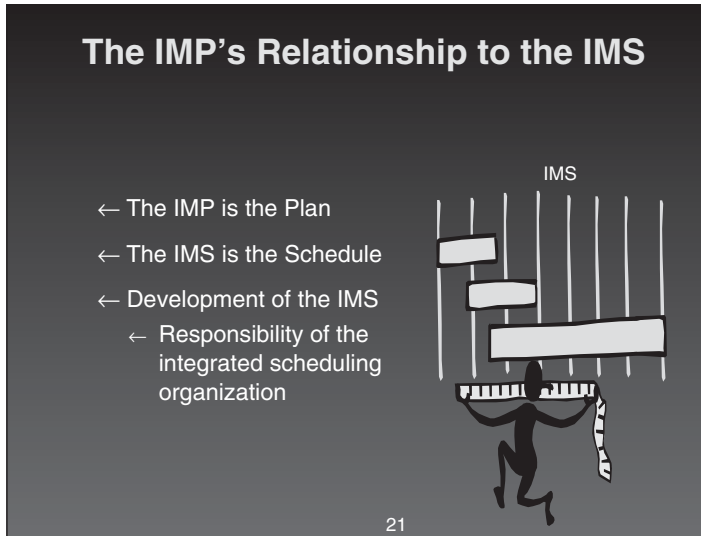 The IMP's Relationship to the IMS
← The IMP is the Plan
← The IMS is the Schedule
← Development of the IMS
← Responsibility of the
integrated scheduling
organization
IMS
21